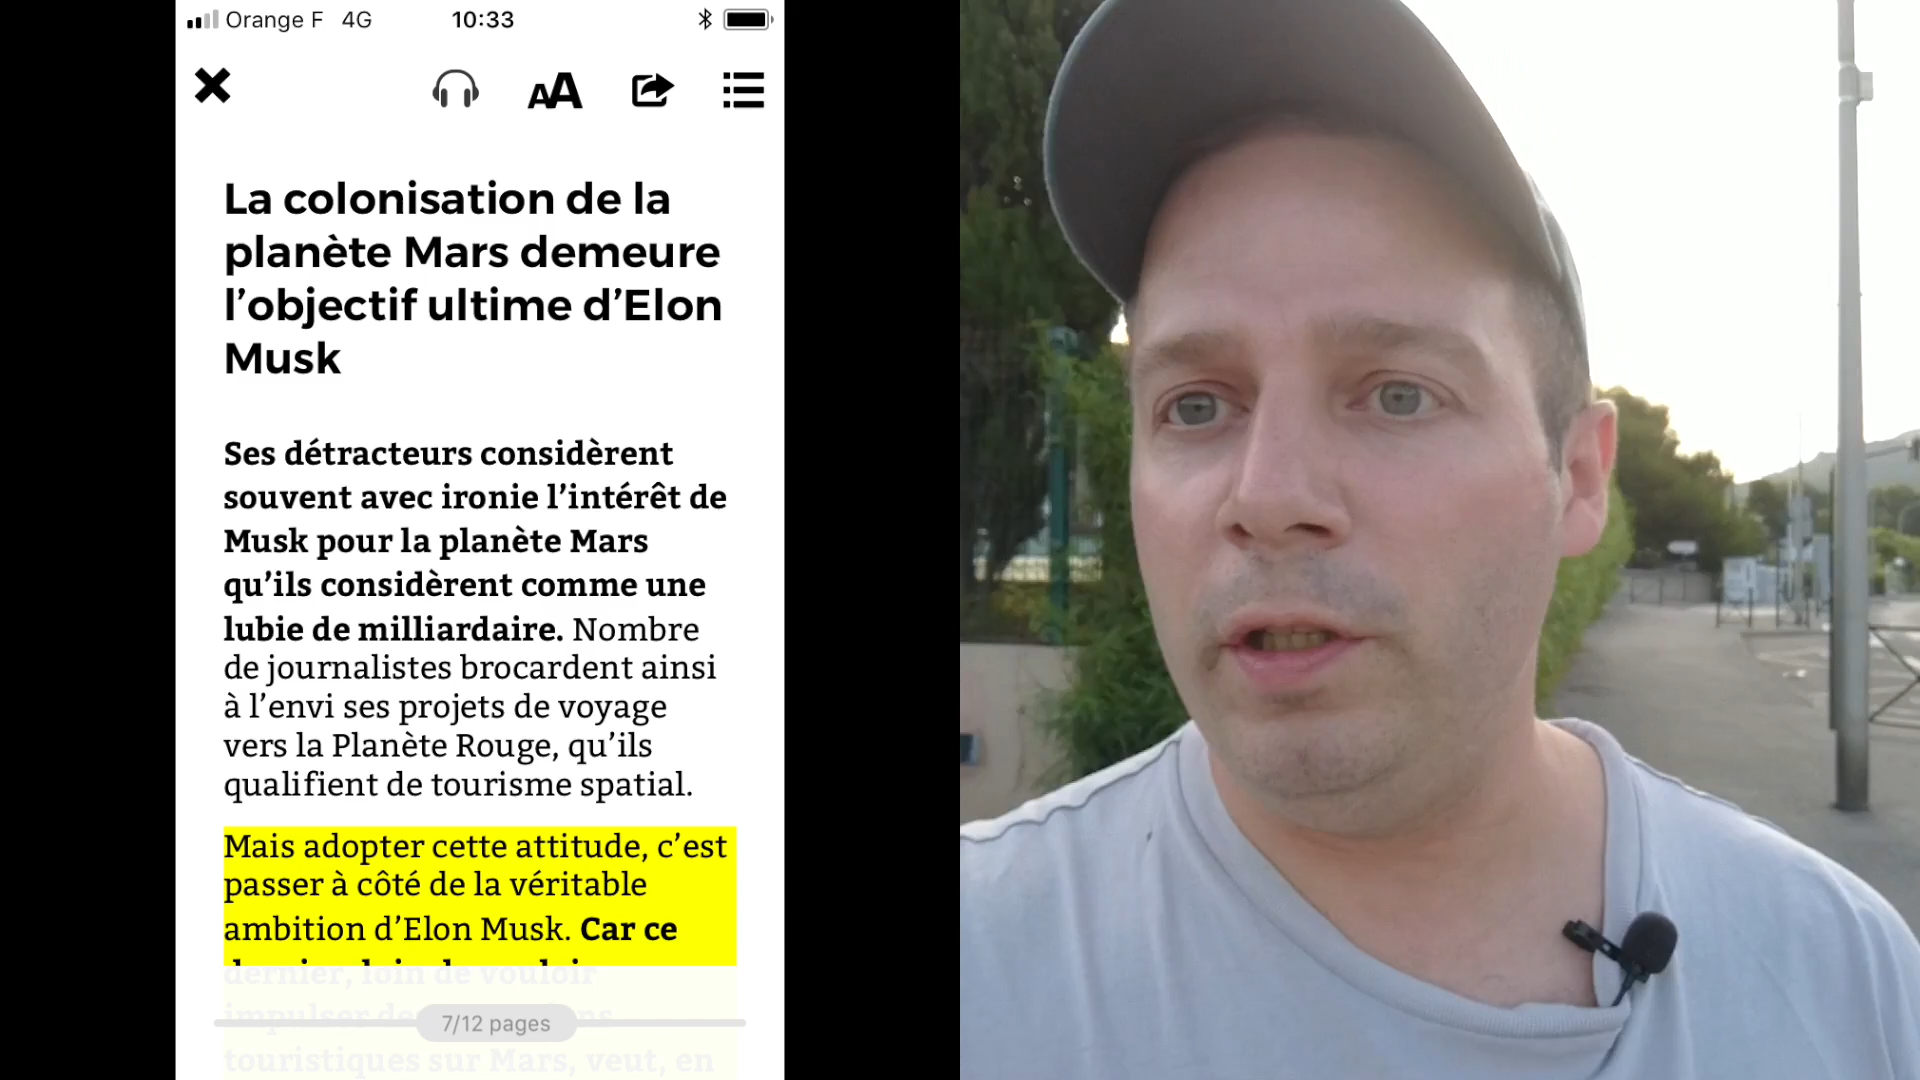 Orange F 4G 10:33
AA
La colonisation de la
planète Mars demeure
l’objectif ultime d’Elon
Musk
Ses détracteurs considèrent
souvent avec ironie l’intérêt de
Musk pour la planète Mars
qu’ils considèrent comme une
lubie de milliardaire. Nombre
de journalistes brocardent ainsi
à l’envi ses projets de voyage
vers la Planète Rouge, qu’ils
qualifient de tourisme spatial.
Mais adopter cette attitude, c’est
passer à côté de la véritable
ambition d’Elon Musk. Car ce
dernier, loin de vouloir
impulser
7/12 pages
touristiques sur Mars, veut, en